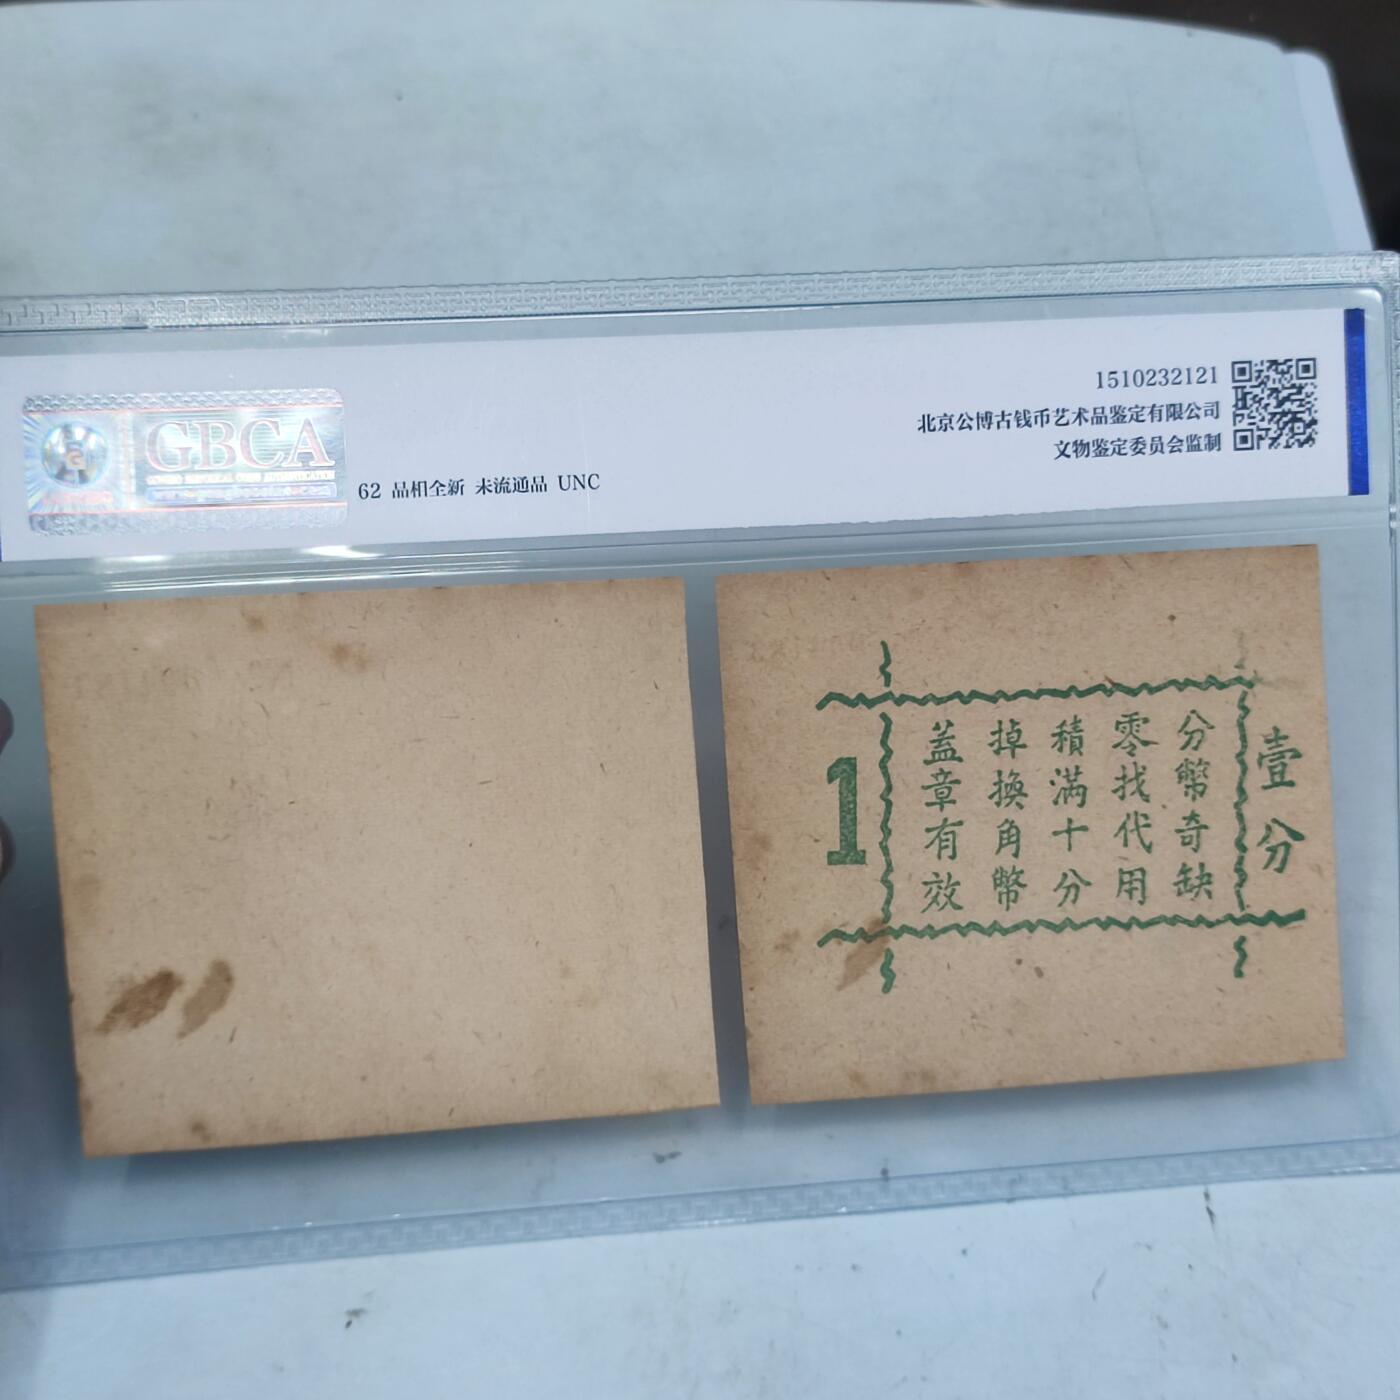 1510232121
北京公博古钱币艺术品鉴定有限公司
文物鉴定委员会监制
GBCA
62 品相全新 未流通品 UNC
壹分
分幣奇缺
零找代用
積滿十分
掉換角幣
蓋章有效
1